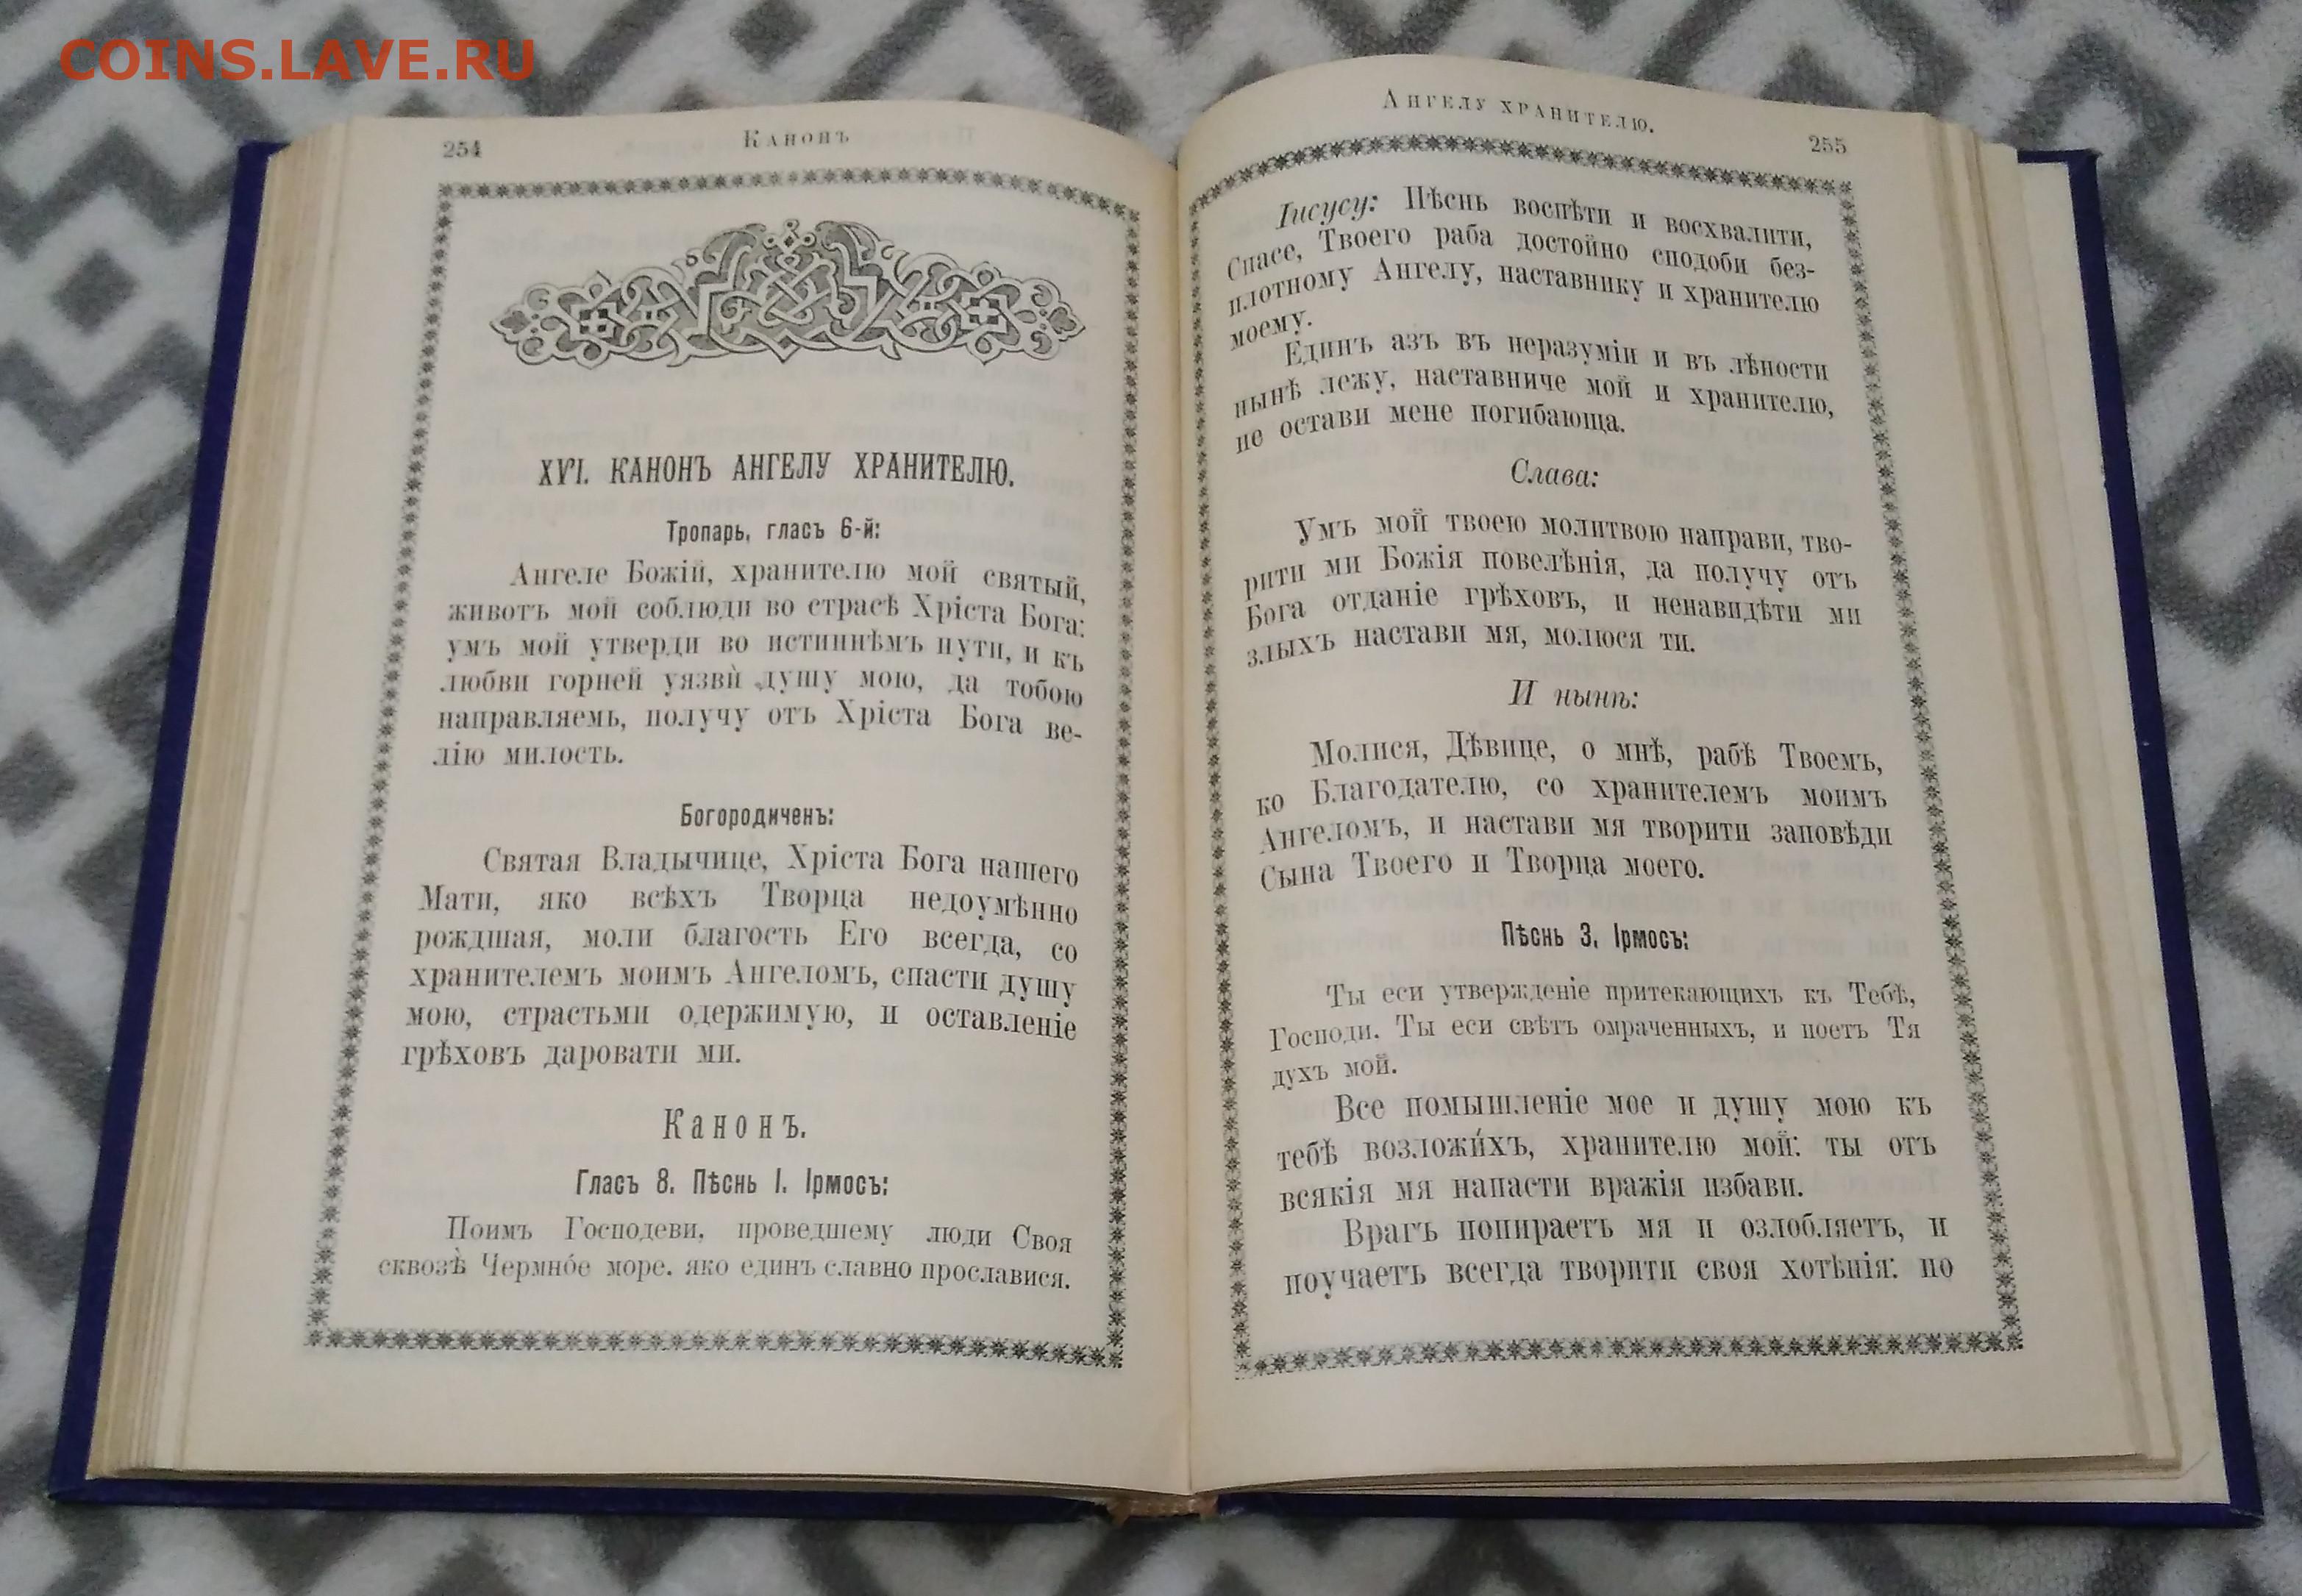 COINS.LAVE.RU
254 Канонъ
XVI. КАНОНЪ АНГЕЛУ ХРАНИТЕЛЮ.
Тропарь, гласъ 6-й:
Ангеле Божій, хранителю мой святый,
животъ мой соблюди во страсѣ Хріста Бога:
умъ мой утверди во истиннѣмъ пути, и къ
любви горней уязвѝ душу мою, да тобою
направляемь, получу отъ Хріста Бога ве-
лію милость.
Богородиченъ:
Святая Владычице, Хріста Бога нашего
Мати, яко всѣхъ Творца недоумѣнно
рождшая, моли благость Его всегда, со
хранителемъ моимъ Ангеломъ, спасти душу
мою, страстьми одержимую, и оставленіе
грѣховъ даровати ми.
Канонъ.
Гласъ 8. Пѣснь I. Ірмосъ:
Поимъ Господеви, проведшему люди Своя
сквозѣ̀ Чермно́е море, яко единъ славно прославися.
Ангелу хранителю. 255
Іисусу: Пѣснь воспѣти и восхвалити,
Спасе, Твоего раба достойно сподоби без-
плотному Ангелу, наставнику и хранителю
моему.
Единъ азъ въ неразуміи и въ лѣности
нынѣ лежу, наставниче мой и хранителю,
не остави мене погибающа.
Слава:
Умъ мой твоею молитвою направи, тво-
рити ми Божія повелѣнія, да получу отъ
Бога отданіе грѣховъ, и ненавидѣти ми
злыхъ настави мя, молюся ти.
И нынѣ:
Молися, Дѣвице, о мнѣ, рабѣ Твоемъ,
ко Благодателю, со хранителемъ моимъ
Ангеломъ, и настави мя творити заповѣди
Сына Твоего и Творца моего.
Пѣснь 3. Ірмосъ:
Ты еси утвержденіе притекающихъ къ Тебѣ,
Господи. Ты еси свѣтъ омраченныхъ, и поетъ Тя
духъ мой.
Все помышленіе мое и душу мою къ
тебѣ возложи́хъ, хранителю мой: ты отъ
всякія мя напасти вражія избави.
Врагъ попираетъ мя и озлобляетъ, и
поучаетъ всегда творити своя хотѣнія: но